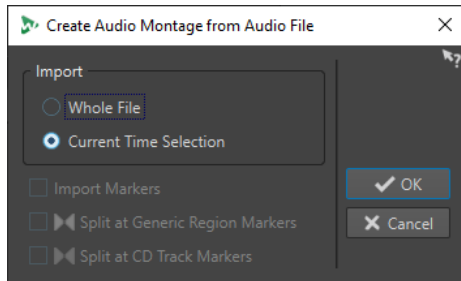 Create Audio Montage from Audio File
Import
Whole File
Current Time Selection
Import Markers
Split at Generic Region Markers
Split at CD Track Markers
OK
Cancel